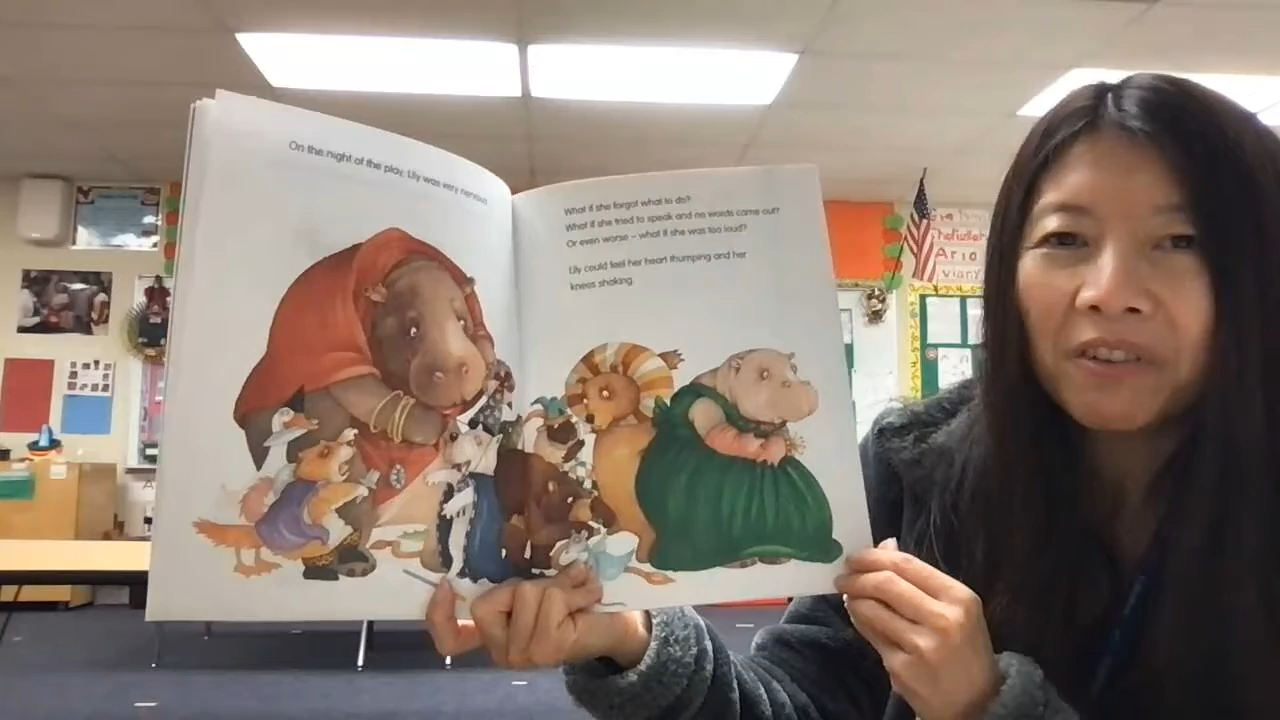 On the night of the play, Lily was very nervous.
What if she forgot what to do?
What if she tried to speak and no words came out?
Or even worse – what if she was too loud?
Lily could feel her heart thumping and her
knees shaking.
Aria